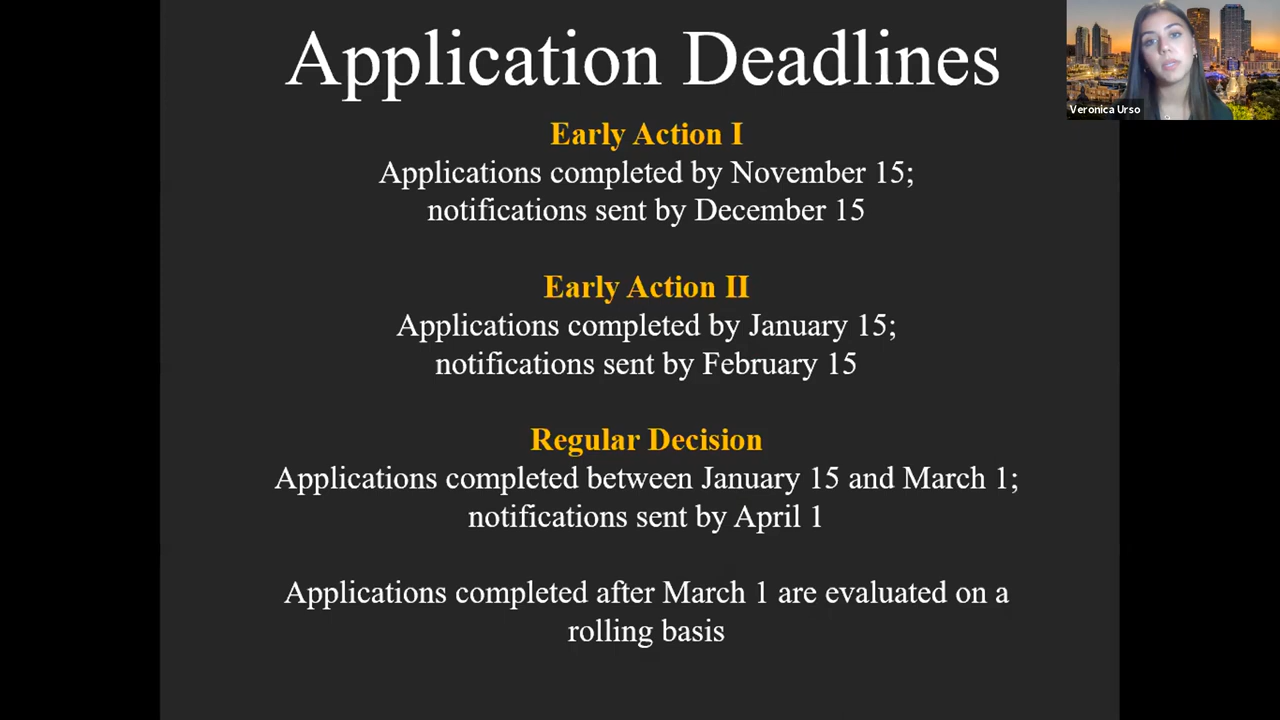 Application Deadlines
Veronica Urso
Early Action I
Applications completed by November 15;
notifications sent by December 15
Early Action II
Applications completed by January 15;
notifications sent by February 15
Regular Decision
Applications completed between January 15 and March 1;
notifications sent by April 1
Applications completed after March 1 are evaluated on a
rolling basis